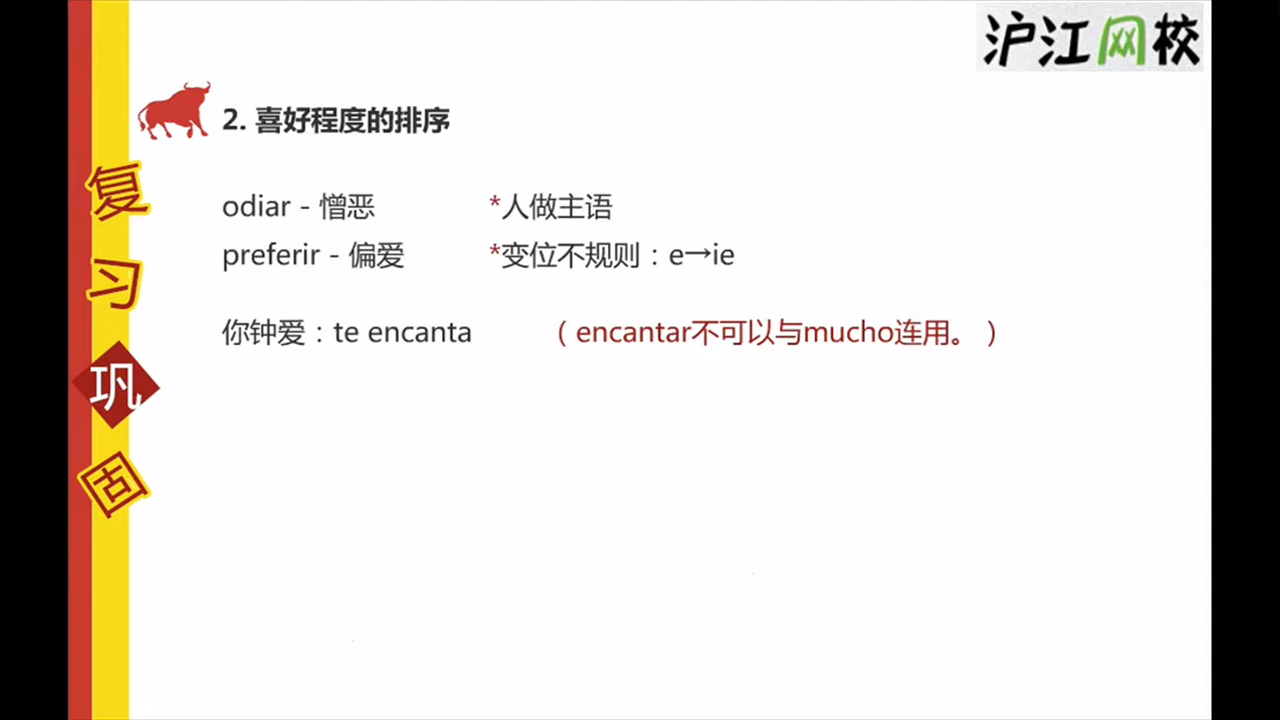 沪江网校
2. 喜好程度的排序
odiar - 憎恶 *人做主语
preferir - 偏爱 *变位不规则：e→ie
你钟爱：te encanta （encantar不可以与mucho连用。）
复
习
巩
固